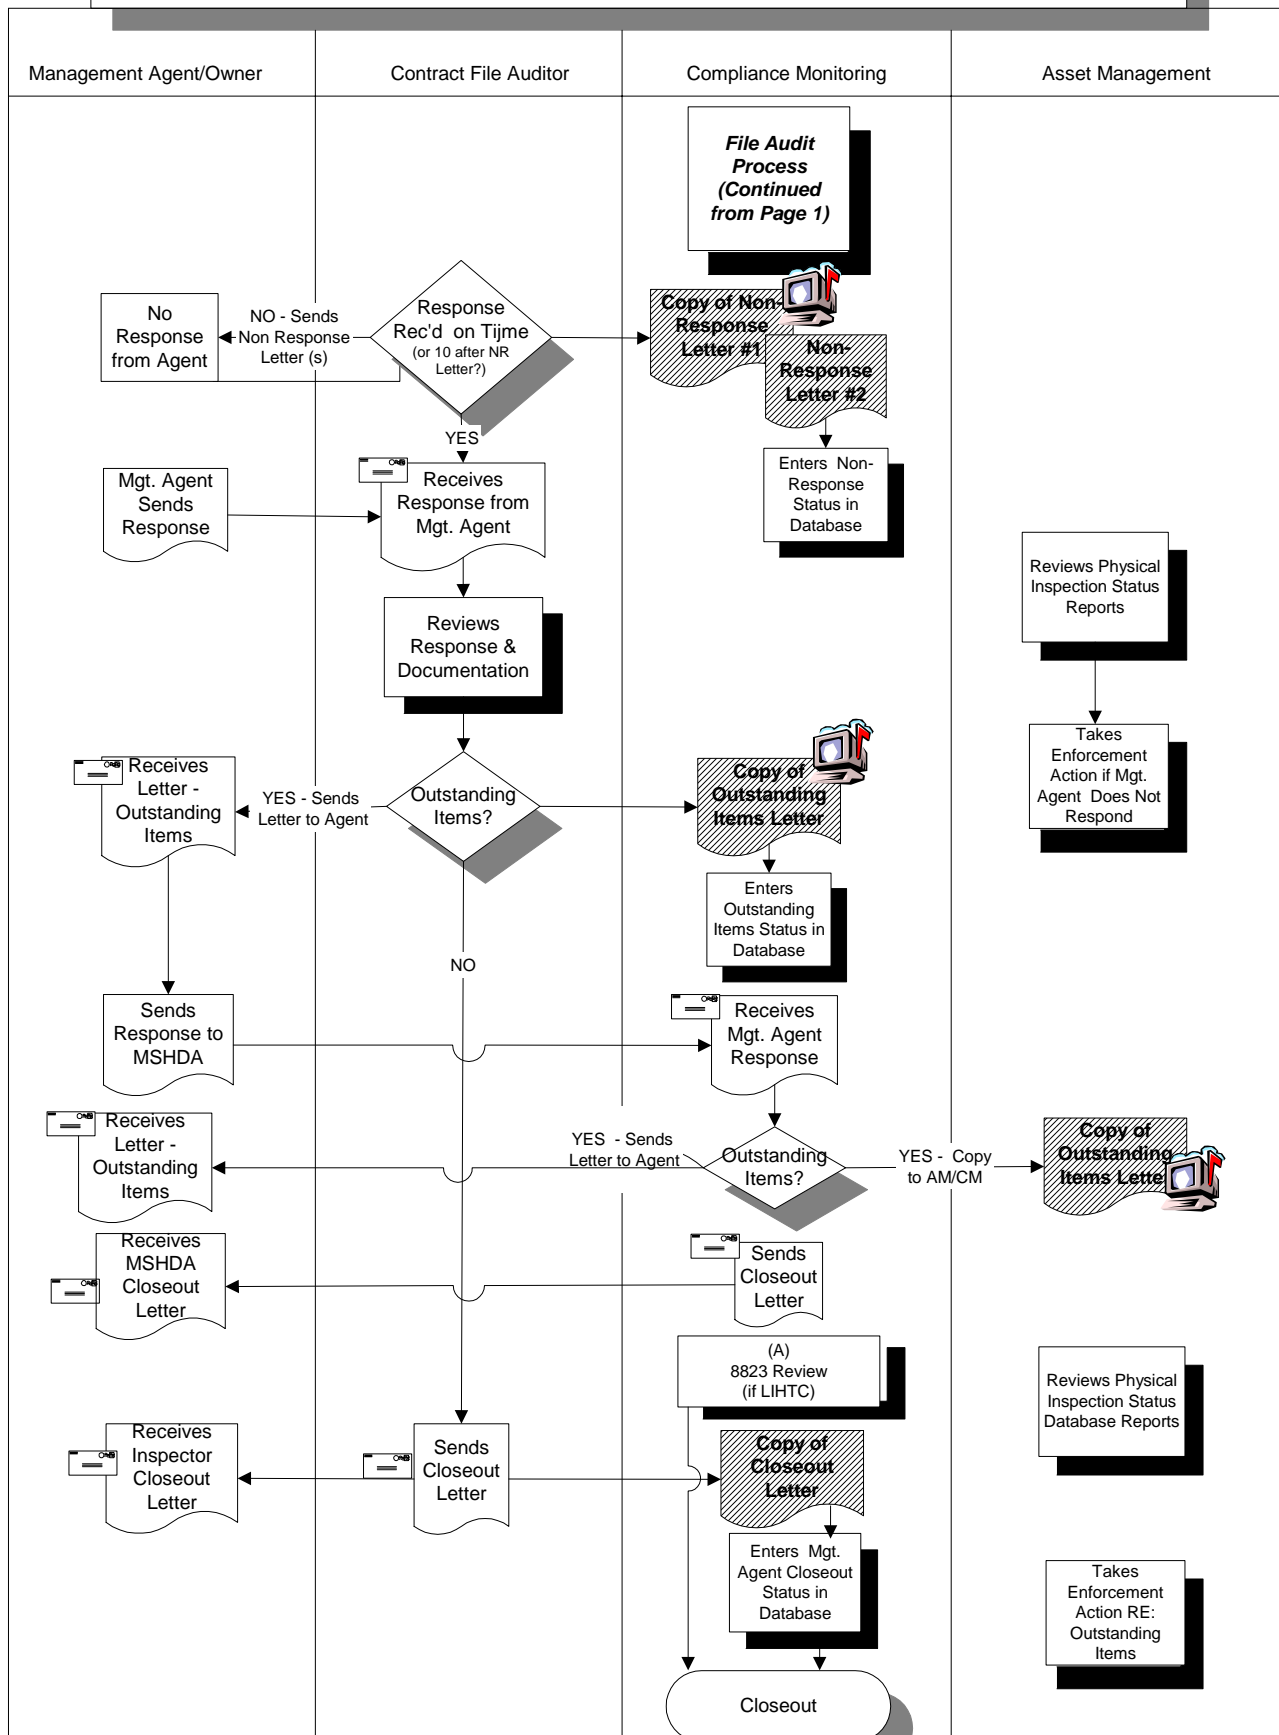 Management Agent/Owner
Contract File Auditor
Compliance Monitoring
Asset Management
File Audit
Process
(Continued
from Page 1)
No
Response
from Agent
NO - Sends
Non Response
Letter (s)
Response
Rec'd on Tijme
(or 10 after NR
Letter?)
Copy of Non-
Response
Letter #1
Non-
Response
Letter #2
YES
Mgt. Agent
Sends
Response
Receives
Response from
Mgt. Agent
Enters Non-
Response
Status in
Database
Reviews Physical
Inspection Status
Reports
Reviews
Response &
Documentation
Takes
Enforcement
Action if Mgt.
Agent Does Not
Respond
Receives
Letter -
Outstanding
Items
YES - Sends
Letter to Agent
Outstanding
Items?
Copy of
Outstanding
Items Letter
Enters
Outstanding
Items Status in
Database
NO
Sends
Response to
MSHDA
Receives
Mgt. Agent
Response
Receives
Letter -
Outstanding
Items
YES - Sends
Letter to Agent
Outstanding
Items?
YES - Copy
to AM/CM
Copy of
Outstanding
Items Letter
Receives
MSHDA
Closeout
Letter
Sends
Closeout
Letter
(A)
8823 Review
(if LIHTC)
Reviews Physical
Inspection Status
Database Reports
Receives
Inspector
Closeout
Letter
Sends
Closeout
Letter
Copy of
Closeout
Letter
Enters Mgt.
Agent Closeout
Status in
Database
Takes
Enforcement
Action RE:
Outstanding
Items
Closeout